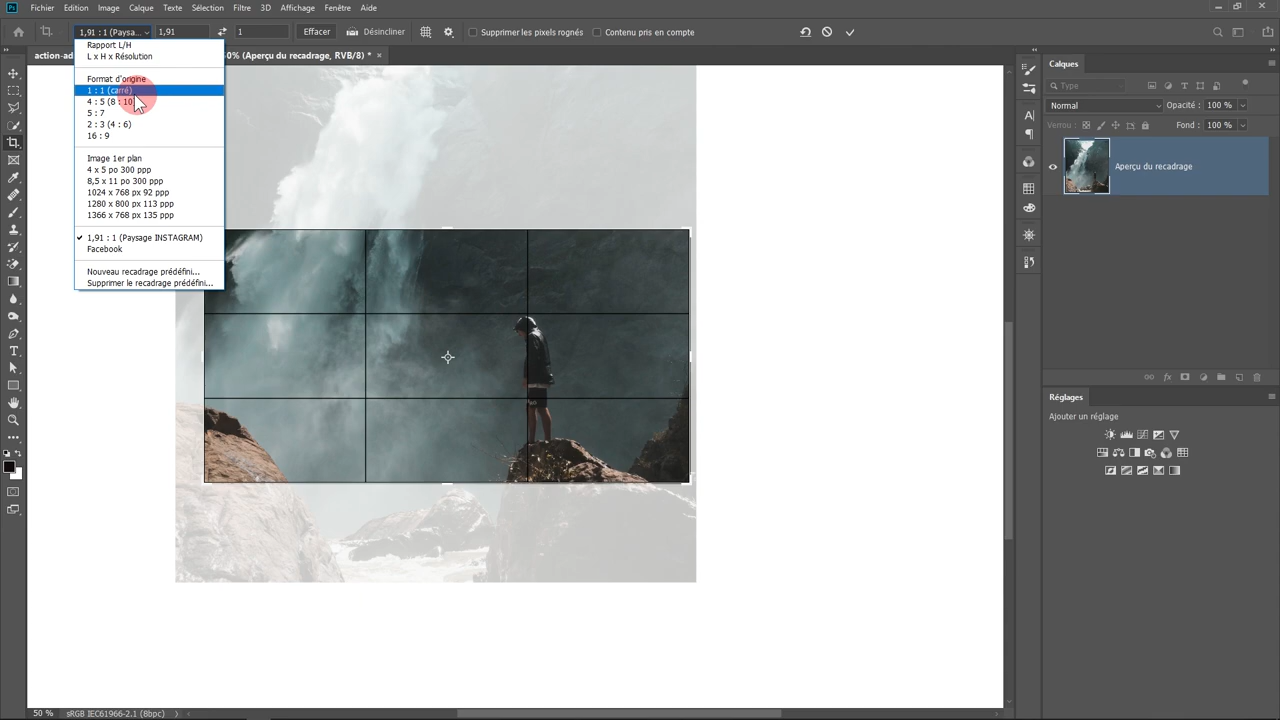 Ps Fichier Edition Image Calque Texte Sélection Filtre 3D Affichage Fenêtre Aide
1,91 : 1 (Paysa... 1,91 1 Effacer Désincliner Supprimer les pixels rognés Contenu pris en compte
action-ad
0% (Aperçu du recadrage, RVB/8) * ×
Rapport L/H
L x H x Résolution
Format d'origine
1 : 1 (carré)
4 : 5 (8 : 10)
5 : 7
2 : 3 (4 : 6)
16 : 9
Image 1er plan
4 x 5 po 300 ppp
8,5 x 11 po 300 ppp
1024 x 768 px 92 ppp
1280 x 800 px 113 ppp
1366 x 768 px 135 ppp
1,91 : 1 (Paysage INSTAGRAM)
Facebook
Nouveau recadrage prédéfini...
Supprimer le recadrage prédéfini...
Calques
Type
Normal Opacité : 100 %
Verrou : Fond : 100 %
Aperçu du recadrage
fx
Réglages
Ajouter un réglage
50 % sRGB IEC61966-2.1 (8bpc)